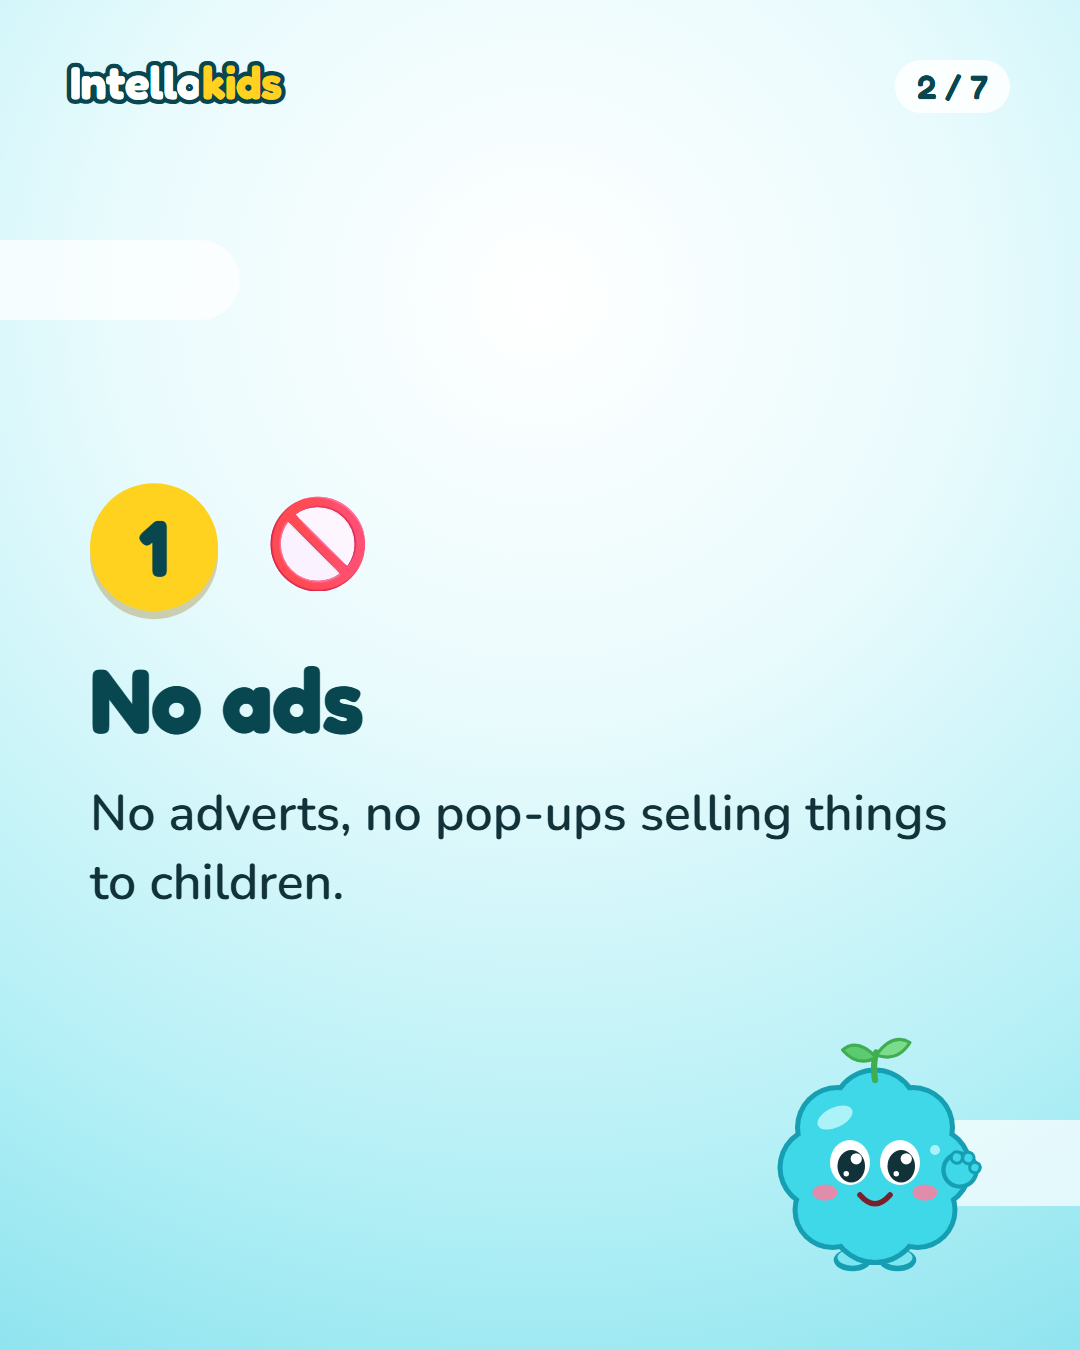 Intellokids
2 / 7
1
No ads
No adverts, no pop-ups selling things
to children.